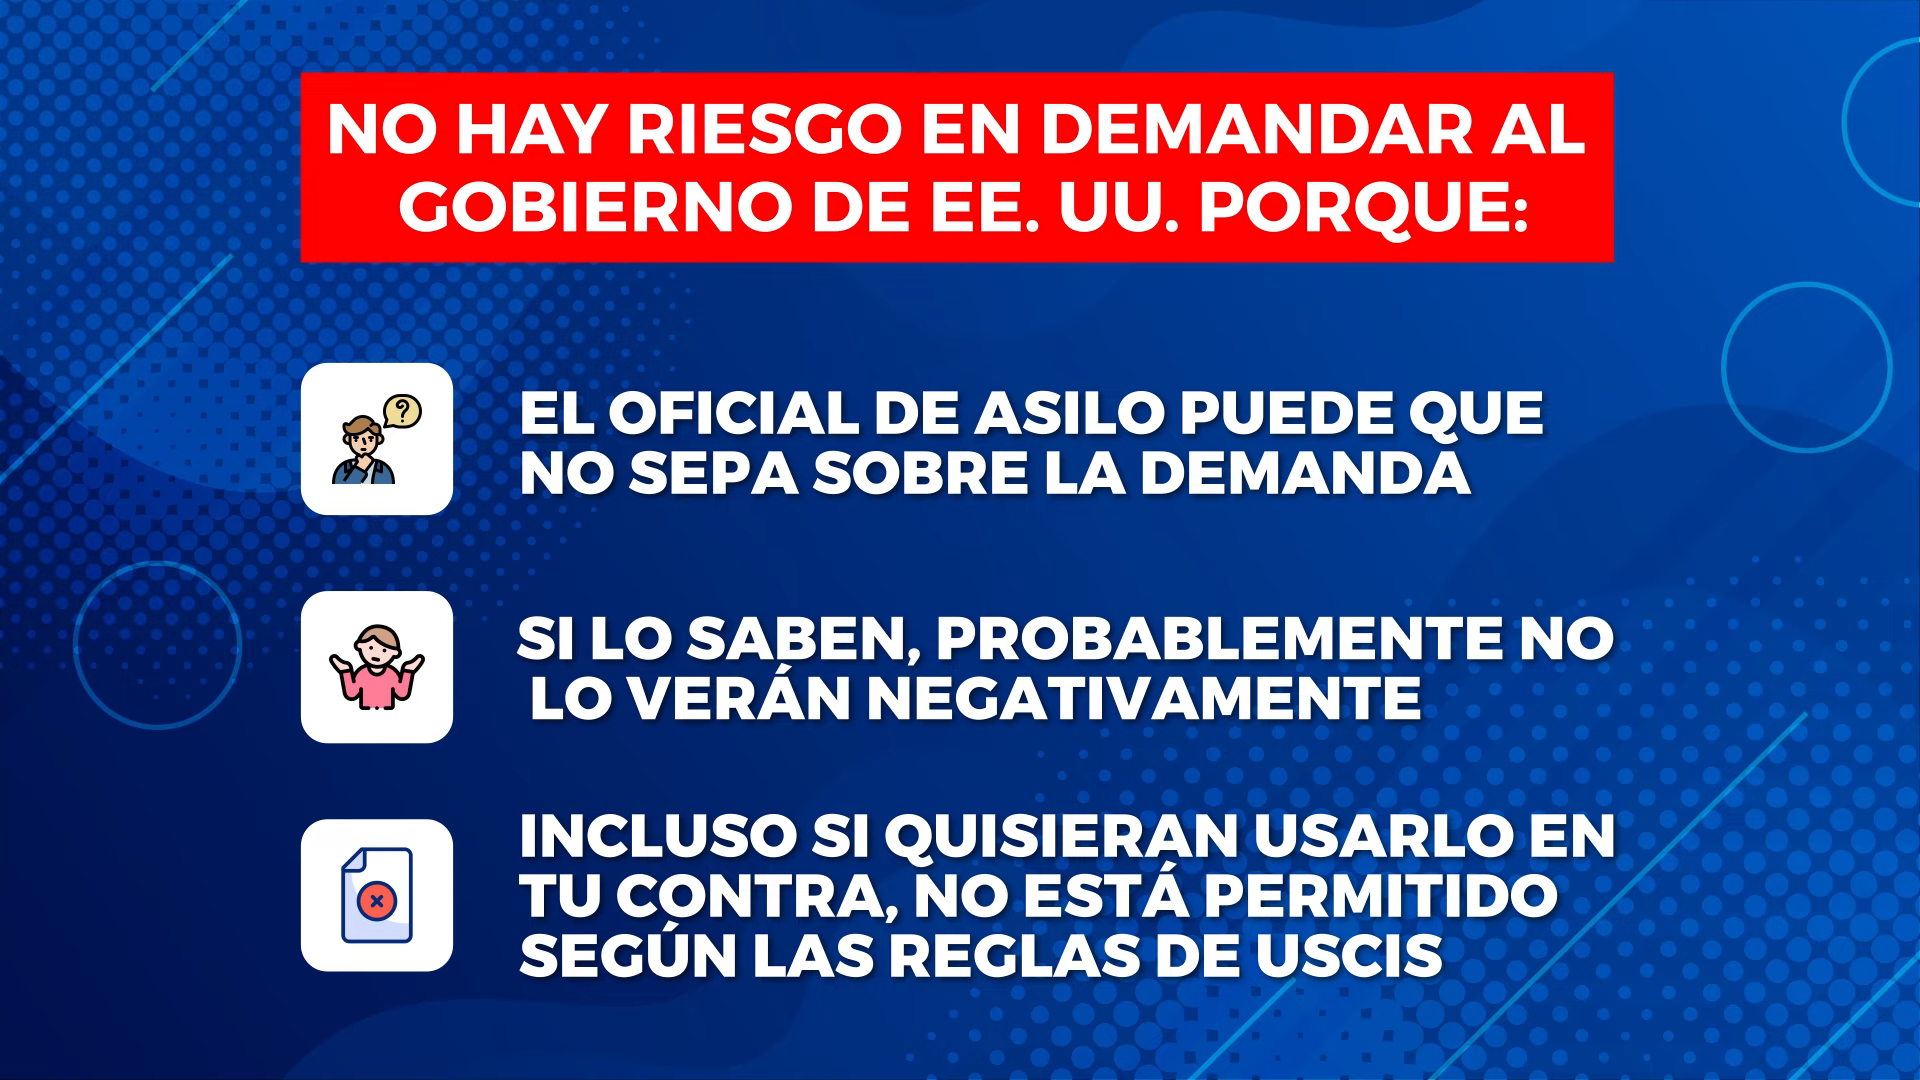 NO HAY RIESGO EN DEMANDAR AL
GOBIERNO DE EE. UU. PORQUE:
?
EL OFICIAL DE ASILO PUEDE QUE
NO SEPA SOBRE LA DEMANDA
SI LO SABEN, PROBABLEMENTE NO
LO VERÁN NEGATIVAMENTE
INCLUSO SI QUISIERAN USARLO EN
TU CONTRA, NO ESTÁ PERMITIDO
SEGÚN LAS REGLAS DE USCIS